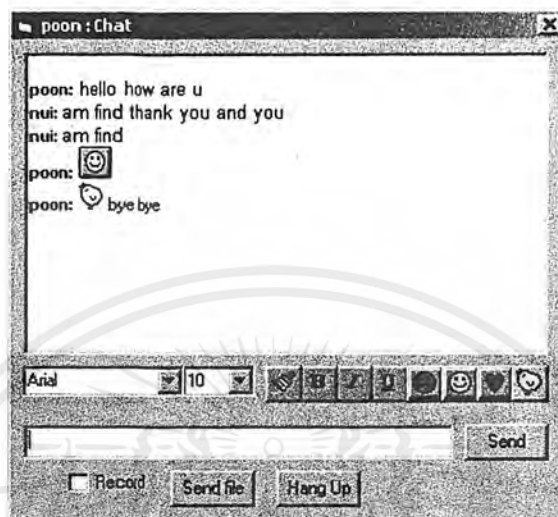 poon:Chat
poon: hello how are u
nui: am find thank you and you
nui: am find
poon:
poon: bye bye
Arial 10 B I U
Send
Record Send file Hang Up